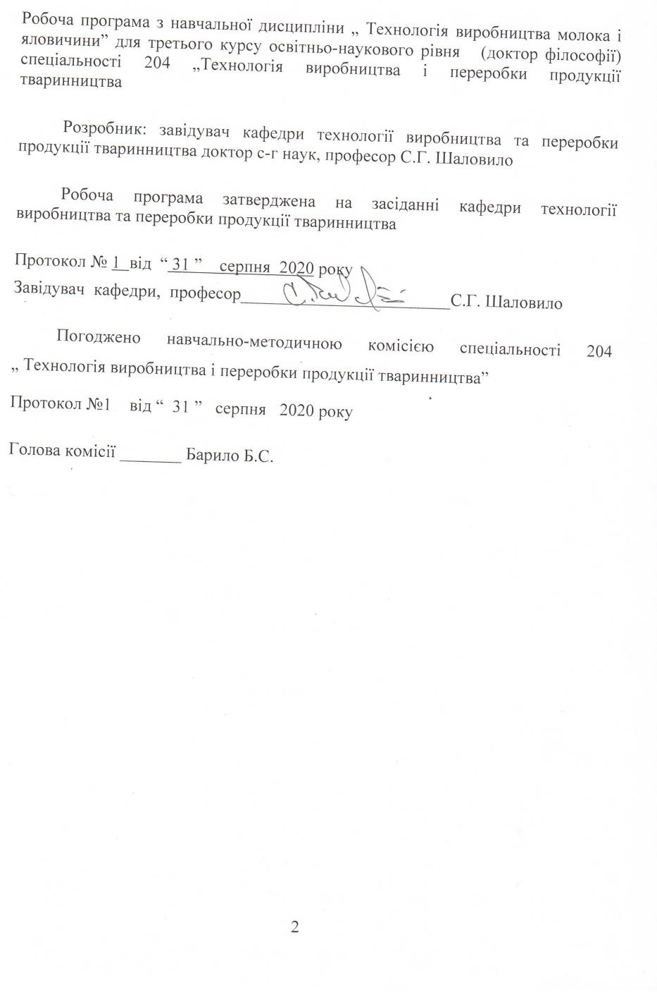 Робоча програма з навчальної дисципліни „ Технологія виробництва молока і
яловичини” для третього курсу освітньо-наукового рівня (доктор філософії)
спеціальності 204 „Технологія виробництва і переробки продукції
тваринництва
Розробник: завідувач кафедри технології виробництва та переробки
продукції тваринництва доктор с-г наук, професор С.Г. Шаловило
Робоча програма затверджена на засіданні кафедри технології
виробництва та переробки продукції тваринництва
Протокол № 1 від “ 31 ” серпня 2020 року
Завідувач кафедри, професор______________________С.Г. Шаловило
Погоджено навчально-методичною комісією спеціальності 204
„ Технологія виробництва і переробки продукції тваринництва”
Протокол №1 від “ 31 ” серпня 2020 року
Голова комісії _______ Барило Б.С.
2